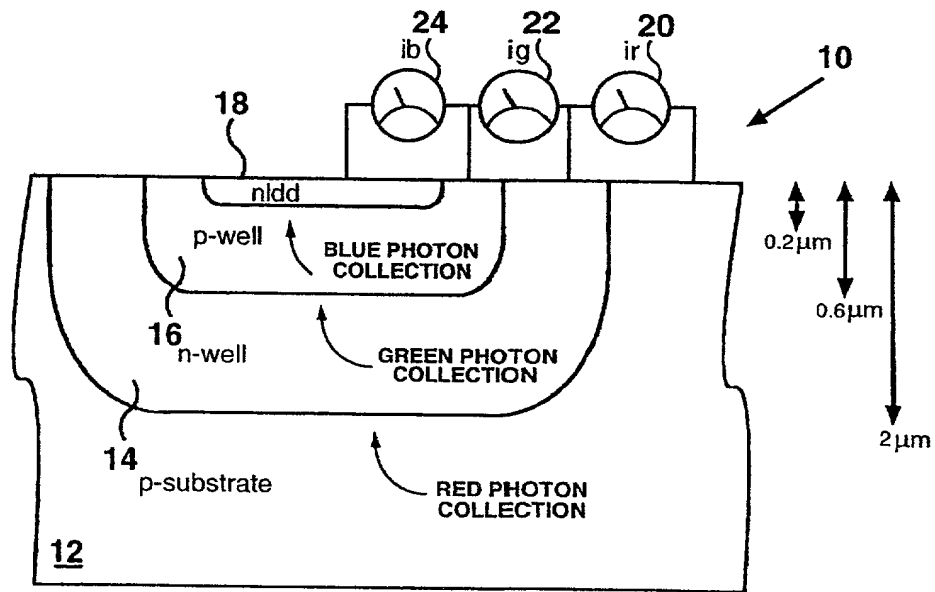 24 22 20
ib ig ir
10
18
nldd
p-well
BLUE PHOTON
COLLECTION
0.2µm
16
n-well
GREEN PHOTON
COLLECTION
0.6µm
14
p-substrate
RED PHOTON
COLLECTION
2µm
12